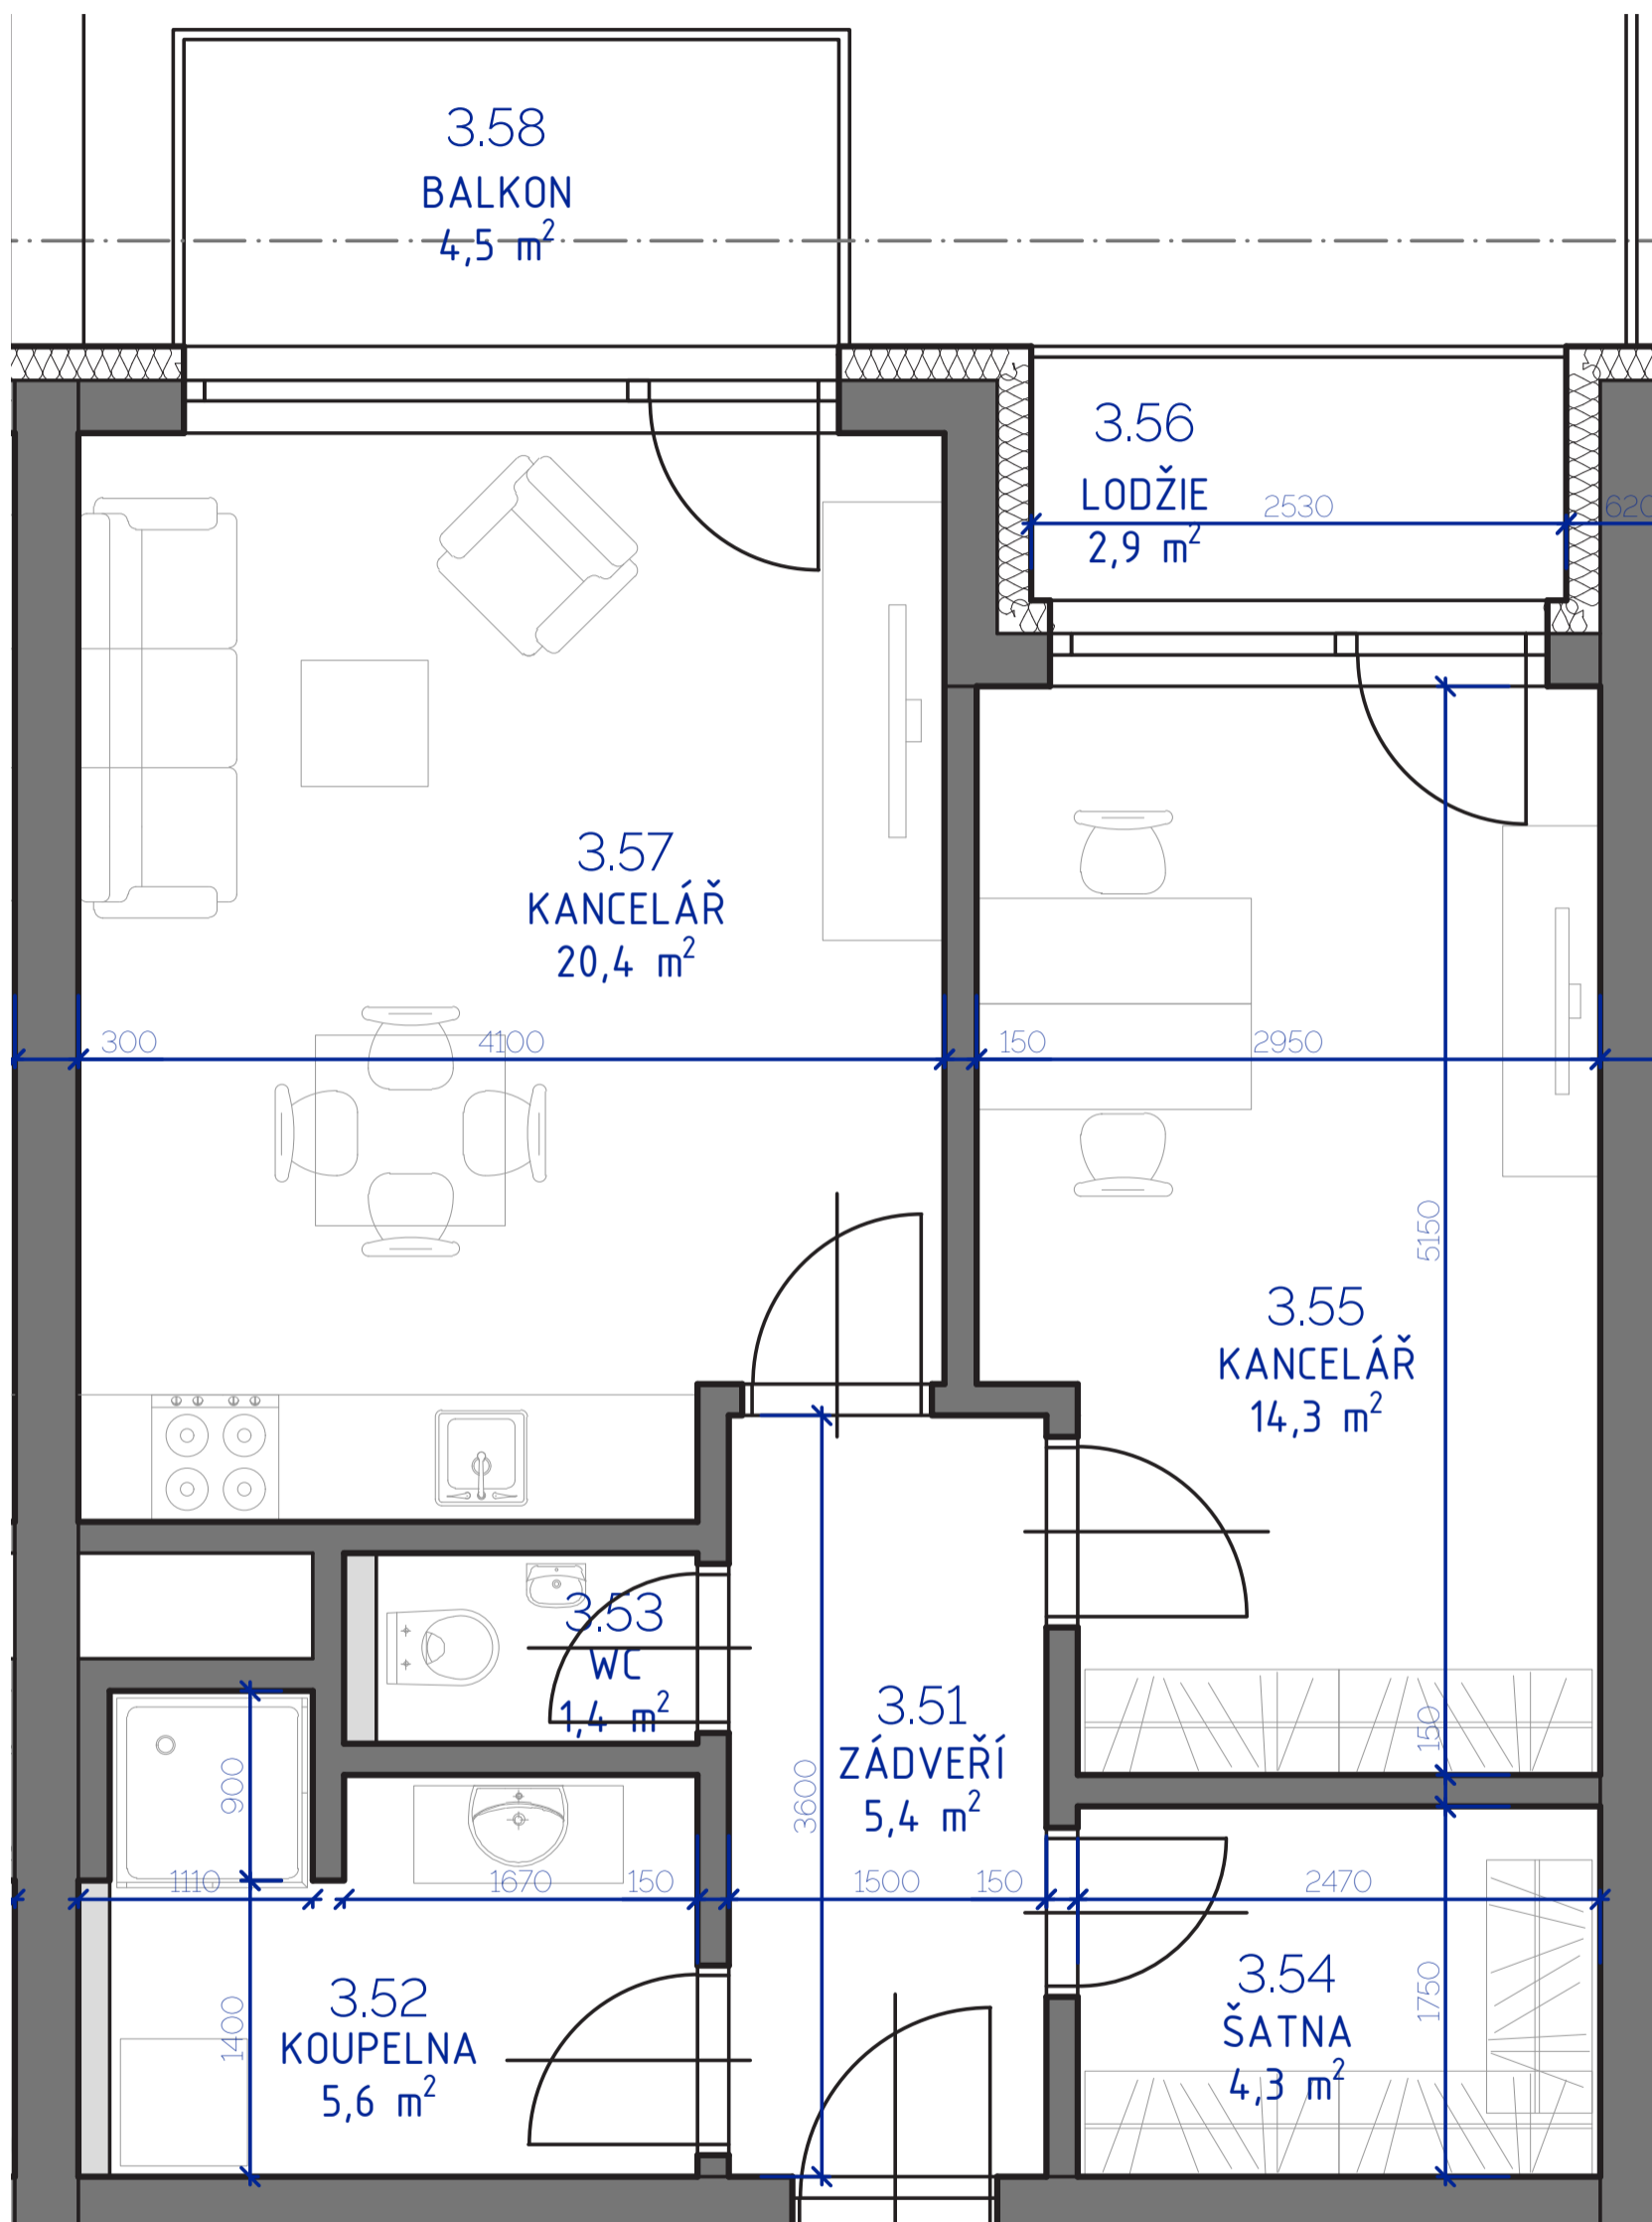 3.58
BALKON
4,5 m²
3.56
LODŽIE
2,9 m²
2530
620
3.57
KANCELÁŘ
20,4 m²
300
4100
150
2950
5150
3.55
KANCELÁŘ
14,3 m²
3.53
WC
1,4 m²
3.51
ZÁDVEŘÍ
5,4 m²
150
900
3600
1110
1670
150
1500
150
2470
3.52
KOUPELNA
5,6 m²
1400
3.54
ŠATNA
4,3 m²
1750